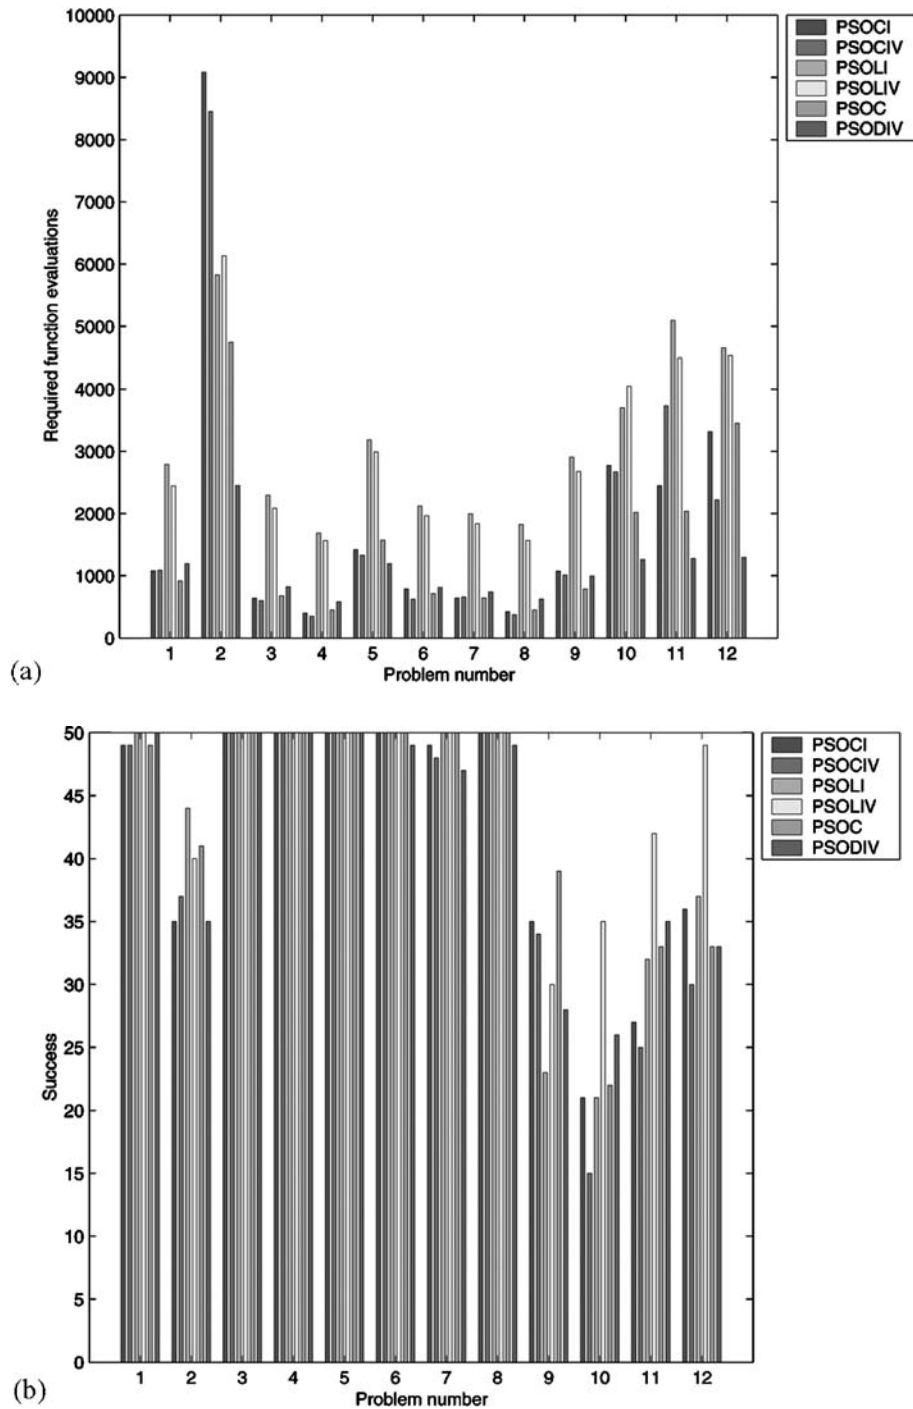 10000
9000
8000
7000
6000
5000
4000
3000
2000
1000
0
Required function evaluations
1 2 3 4 5 6 7 8 9 10 11 12
Problem number
PSOCI
PSOCIV
PSOLI
PSOLIV
PSOC
PSODIV
(a)
50
45
40
35
30
25
20
15
10
5
0
Success
1 2 3 4 5 6 7 8 9 10 11 12
Problem number
PSOCI
PSOCIV
PSOLI
PSOLIV
PSOC
PSODIV
(b)